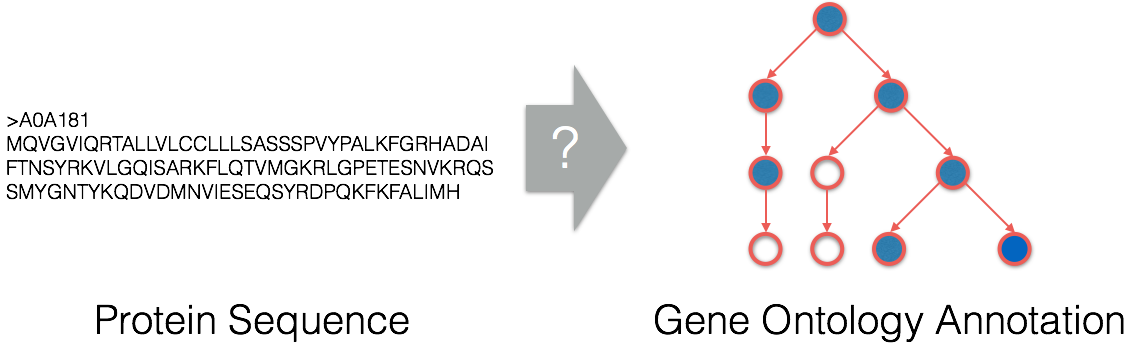 >A0A181
MQVGVIQRTALLVLCCLLLSASSSPVYPALKFGRHADAI
FTNSYRKVLGQISARKFLQTVMGKRLGPETESNVKRQS
SMYGNTYKQDVDMNVIESEQSYRDPQKFKFALIMH
?
Protein Sequence
Gene Ontology Annotation